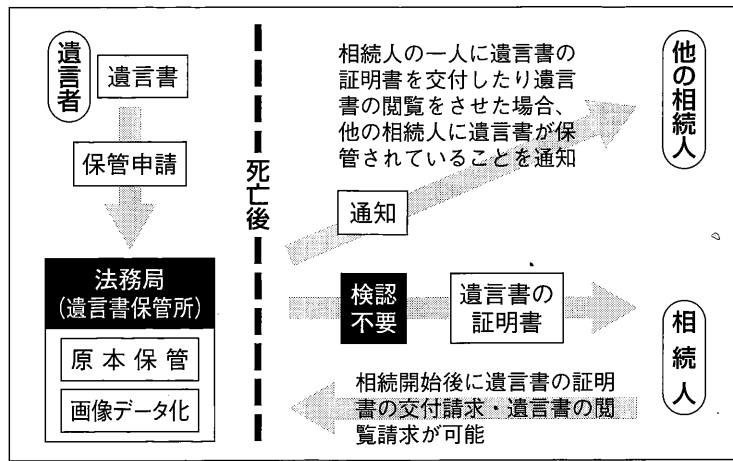 遺言者
遺言書
保管申請
法務局
(遺言書保管所)
原本保管
画像データ化
死亡後
相続人の一人に遺言書の
証明書を交付したり遺言
書の閲覧をさせた場合、
他の相続人に遺言書が保
管されていることを通知
他の相続人
通知
検認
不要
遺言書の
証明書
相続人
相続開始後に遺言書の証明
書の交付請求・遺言書の閲
覧請求が可能